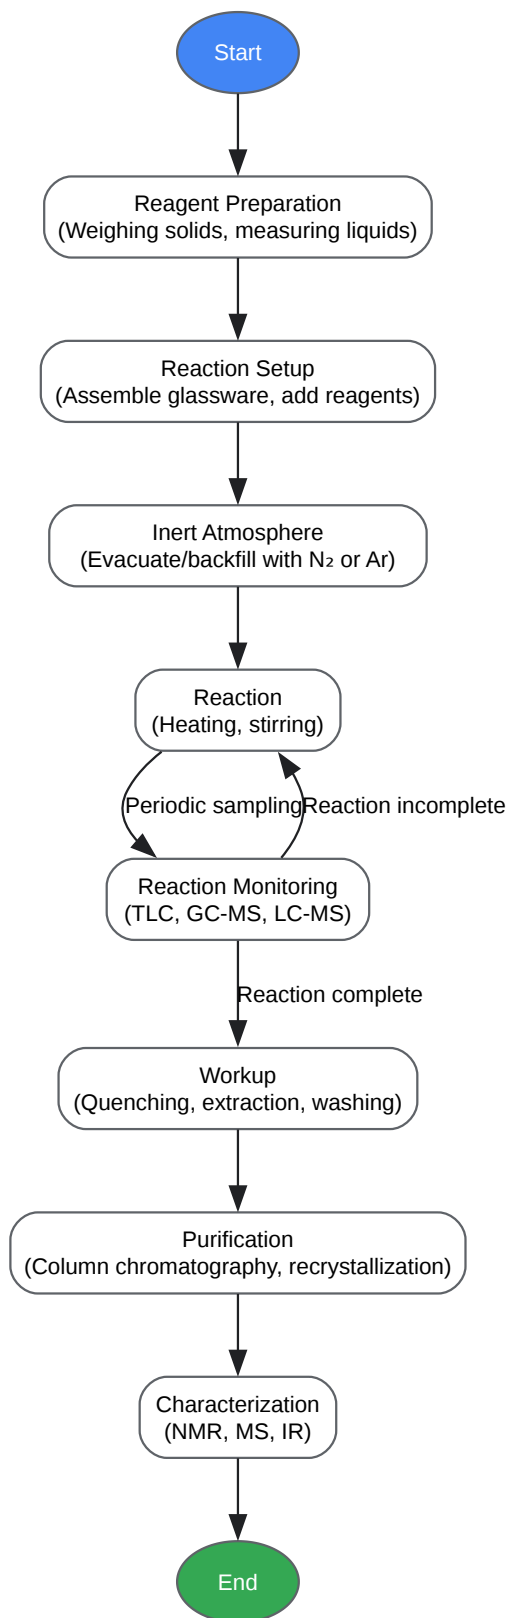 Start
Reagent Preparation
(Weighing solids, measuring liquids)
Reaction Setup
(Assemble glassware, add reagents)
Inert Atmosphere
(Evacuate/backfill with N₂ or Ar)
Reaction
(Heating, stirring)
Periodic sampling
Reaction incomplete
Reaction Monitoring
(TLC, GC-MS, LC-MS)
Reaction complete
Workup
(Quenching, extraction, washing)
Purification
(Column chromatography, recrystallization)
Characterization
(NMR, MS, IR)
End